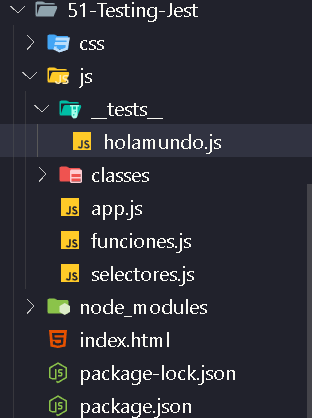 51-Testing-Jest
css
js
__tests__
holamundo.js
classes
app.js
funciones.js
selectores.js
node_modules
index.html
package-lock.json
package.json